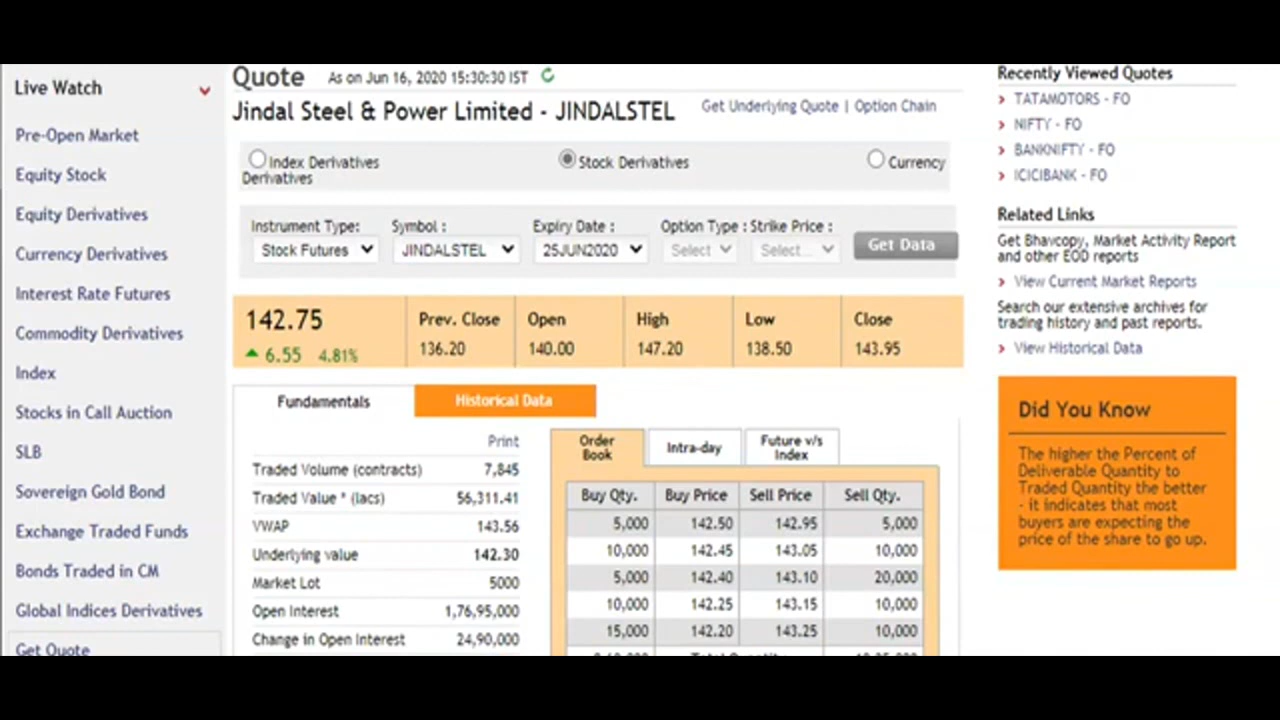 Live Watch
Pre-Open Market
Equity Stock
Equity Derivatives
Currency Derivatives
Interest Rate Futures
Commodity Derivatives
Index
Stocks in Call Auction
SLB
Sovereign Gold Bond
Exchange Traded Funds
Bonds Traded in CM
Global Indices Derivatives
Get Quote
Quote As on Jun 16, 2020 15:30:30 IST
Jindal Steel & Power Limited - JINDALSTEL Get Underlying Quote | Option Chain
Index Derivatives Stock Derivatives Currency
Derivatives
Instrument Type: Symbol : Expiry Date : Option Type : Strike Price :
Stock Futures JINDALSTEL 25JUN2020 Select Select... Get Data
142.75 Prev. Close Open High Low Close
6.55 4.81% 136.20 140.00 147.20 138.50 143.95
Fundamentals Historical Data
Print
Traded Volume (contracts) 7,845
Traded Value * (lacs) 56,311.41
VWAP 143.56
Underlying value 142.30
Market Lot 5000
Open Interest 1,76,95,000
Change in Open Interest 24,90,000
Order Book Intra-day Future v/s Index
Buy Qty. Buy Price Sell Price Sell Qty.
5,000 142.50 142.95 5,000
10,000 142.45 143.05 10,000
5,000 142.40 143.10 20,000
10,000 142.25 143.15 10,000
15,000 142.20 143.25 10,000
Recently Viewed Quotes
TATAMOTORS - FO
NIFTY - FO
BANKNIFTY - FO
ICICIBANK - FO
Related Links
Get Bhavcopy, Market Activity Report
and other EOD reports
View Current Market Reports
Search our extensive archives for
trading history and past reports.
View Historical Data
Did You Know
The higher the Percent of
Deliverable Quantity to
Traded Quantity the better
- it indicates that most
buyers are expecting the
price of the share to go up.